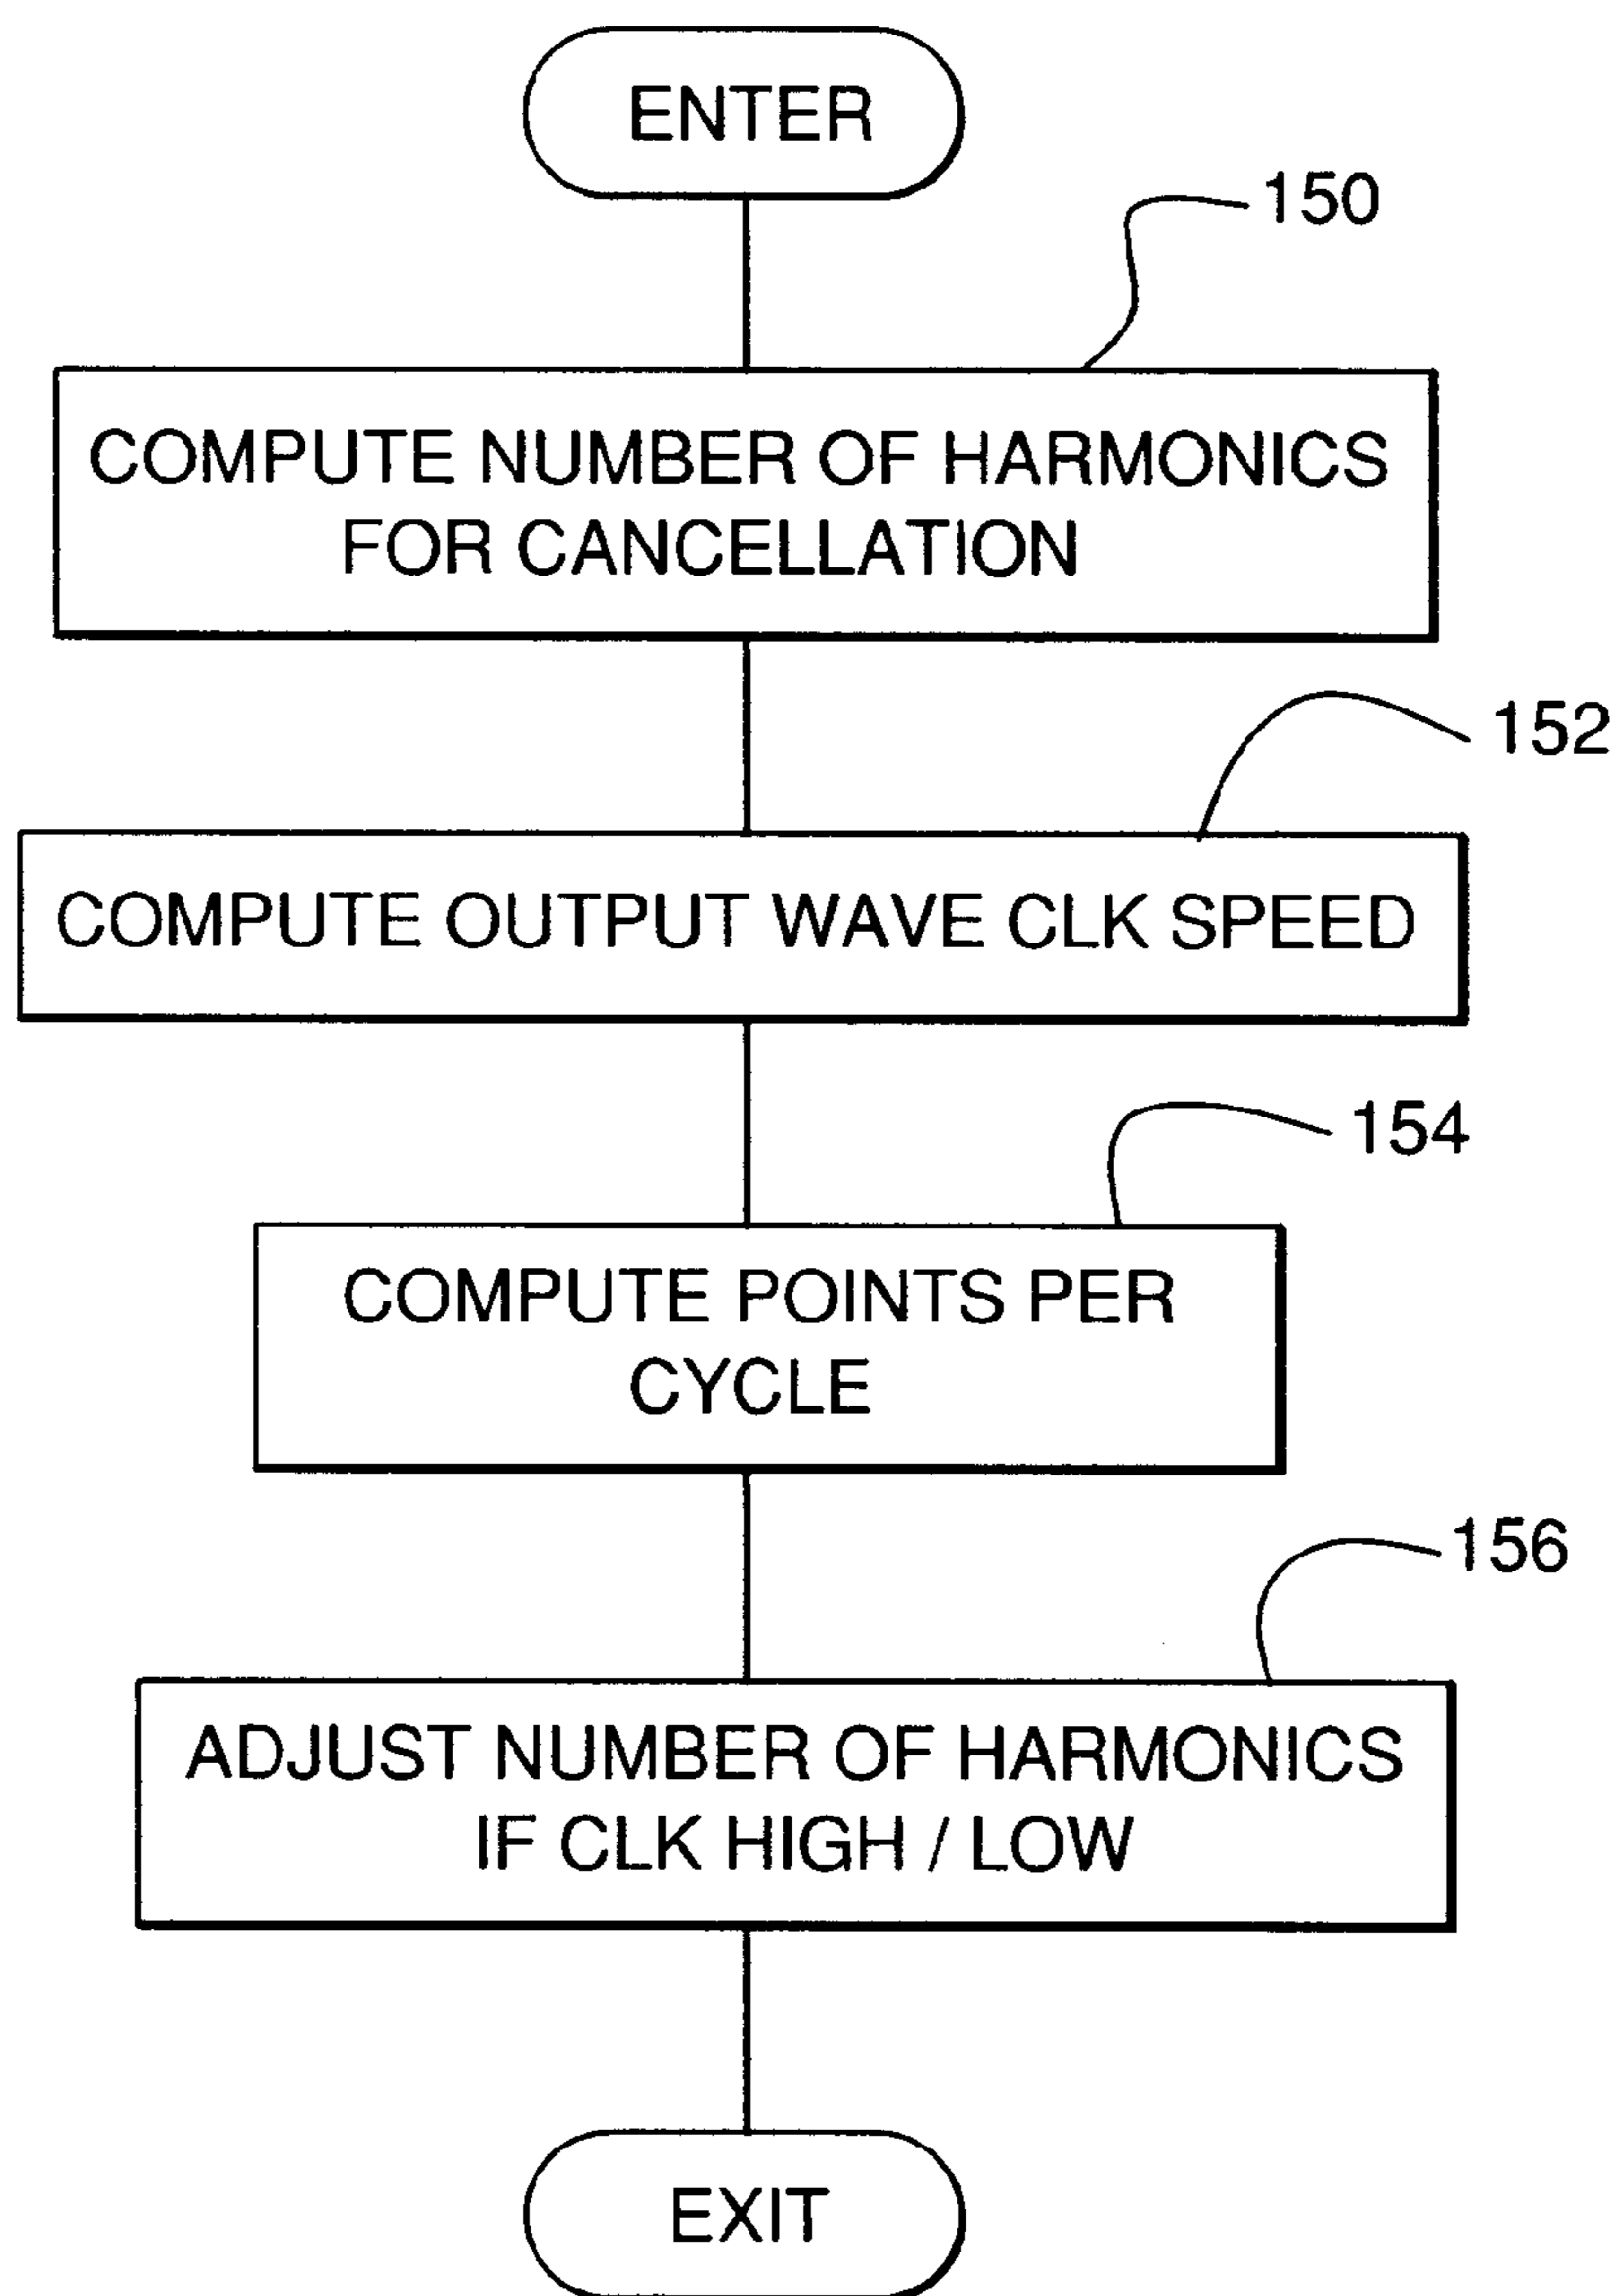 ENTER
150
COMPUTE NUMBER OF HARMONICS
FOR CANCELLATION
152
COMPUTE OUTPUT WAVE CLK SPEED
154
COMPUTE POINTS PER
CYCLE
156
ADJUST NUMBER OF HARMONICS
IF CLK HIGH / LOW
EXIT